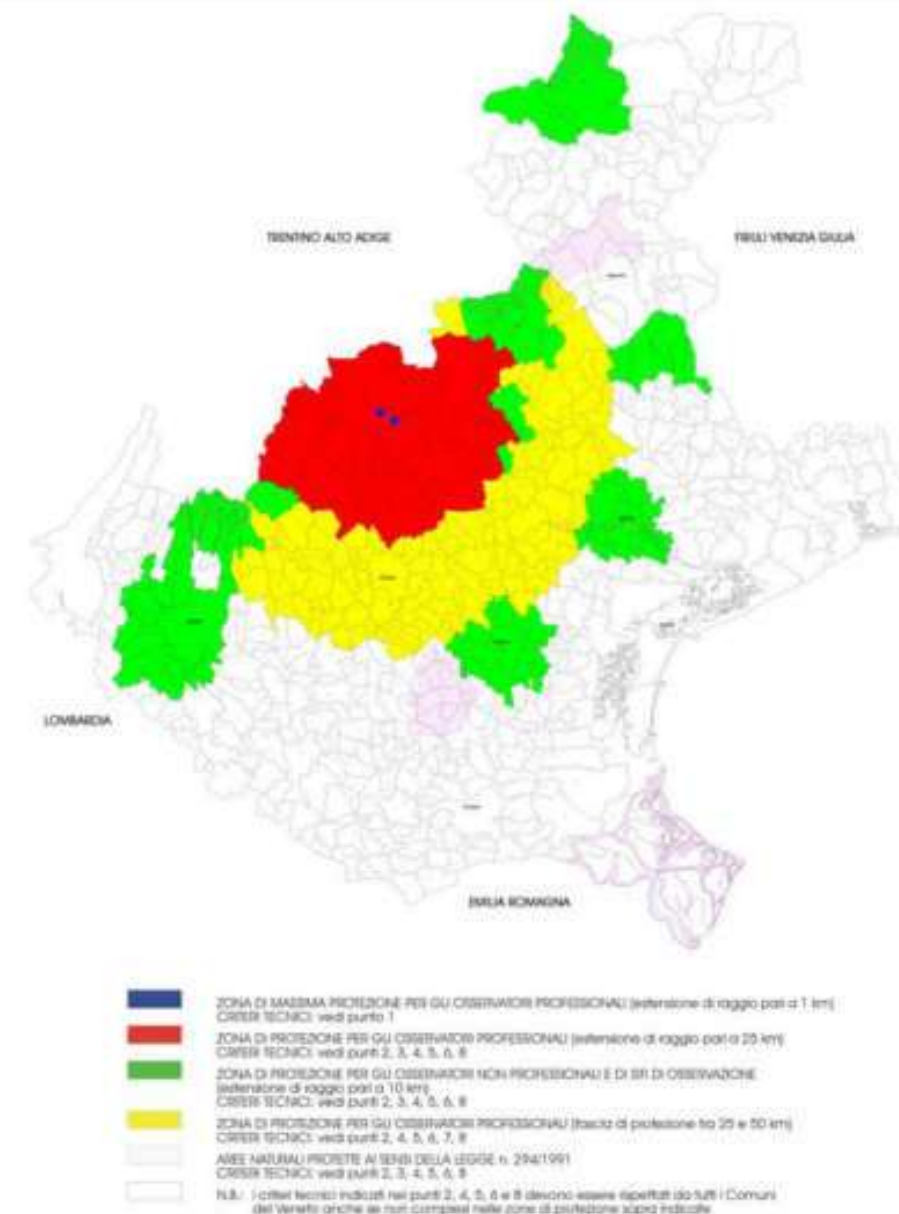 TRENTINO ALTO ADIGE
FRIULI VENEZIA GIULIA
LOMBARDIA
EMILIA ROMAGNA
ZONA DI MASSIMA PROTEZIONE PER GLI OSSERVATORI PROFESSIONALI (estensione di raggio pari a 1 km)
CRITERI TECNICI: vedi punto 1
ZONA DI PROTEZIONE PER GLI OSSERVATORI PROFESSIONALI (estensione di raggio pari a 25 km)
CRITERI TECNICI: vedi punti 2, 3, 4, 5, 6, 8
ZONA DI PROTEZIONE PER GLI OSSERVATORI NON PROFESSIONALI E DI SITI DI OSSERVAZIONE
(estensione di raggio pari a 10 km)
CRITERI TECNICI: vedi punti 2, 3, 4, 5, 6, 8
ZONA DI PROTEZIONE PER GLI OSSERVATORI PROFESSIONALI (fascia di protezione tra 25 e 50 km)
CRITERI TECNICI: vedi punti 2, 4, 5, 6, 7, 8
AREE NATURALI PROTETTE AI SENSI DELLA LEGGE n. 294/1991
CRITERI TECNICI: vedi punti 2, 3, 4, 5, 6, 8
N.B.: i criteri tecnici indicati nei punti 2, 4, 5, 6 e 8 devono essere rispettati da tutti i Comuni
del Veneto anche se non compresi nelle zone di protezione sopra indicate